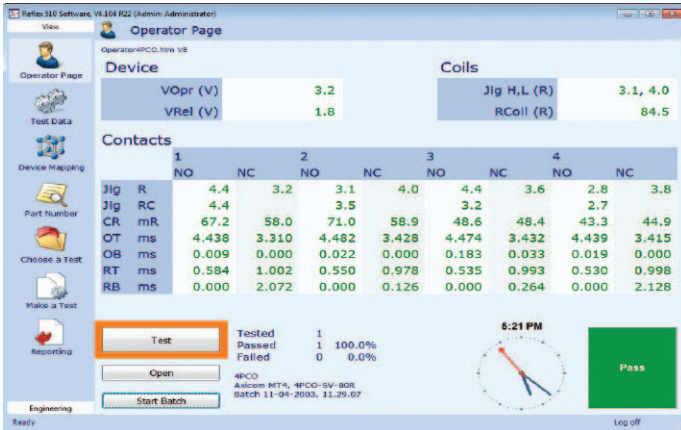 Reflex 510 Software, V4.104 R22 (Admin: Administrator)
View
Operator Page
Test Data
Device Mapping
Part Number
Choose a Test
Make a Test
Reporting
Engineering
Operator Page
Operator4PCO.htm V8
Device
VOpr (V) 3.2
VRel (V) 1.8
Coils
Jig H,L (R) 3.1, 4.0
RCoil (R) 84.5
Contacts
1 2 3 4
NO NC NO NC NO NC NO NC
Jig R 4.4 3.2 3.1 4.0 4.4 3.6 2.8 3.8
Jig RC 4.4 3.5 3.2 2.7
CR mR 67.2 58.0 71.0 58.9 48.6 48.4 43.3 44.9
OT ms 4.438 3.310 4.482 3.428 4.474 3.432 4.439 3.415
OB ms 0.009 0.000 0.022 0.000 0.183 0.033 0.019 0.000
RT ms 0.584 1.002 0.550 0.978 0.535 0.993 0.530 0.998
RB ms 0.000 2.072 0.000 0.126 0.000 0.264 0.000 2.128
Test
Open
Start Batch
Tested 1
Passed 1 100.0%
Failed 0 0.0%
4PCO
Axicom MT4, 4PCO-SV-80R
Batch 11-04-2003, 11.29.07
5:21 PM
Pass
Ready
Log off